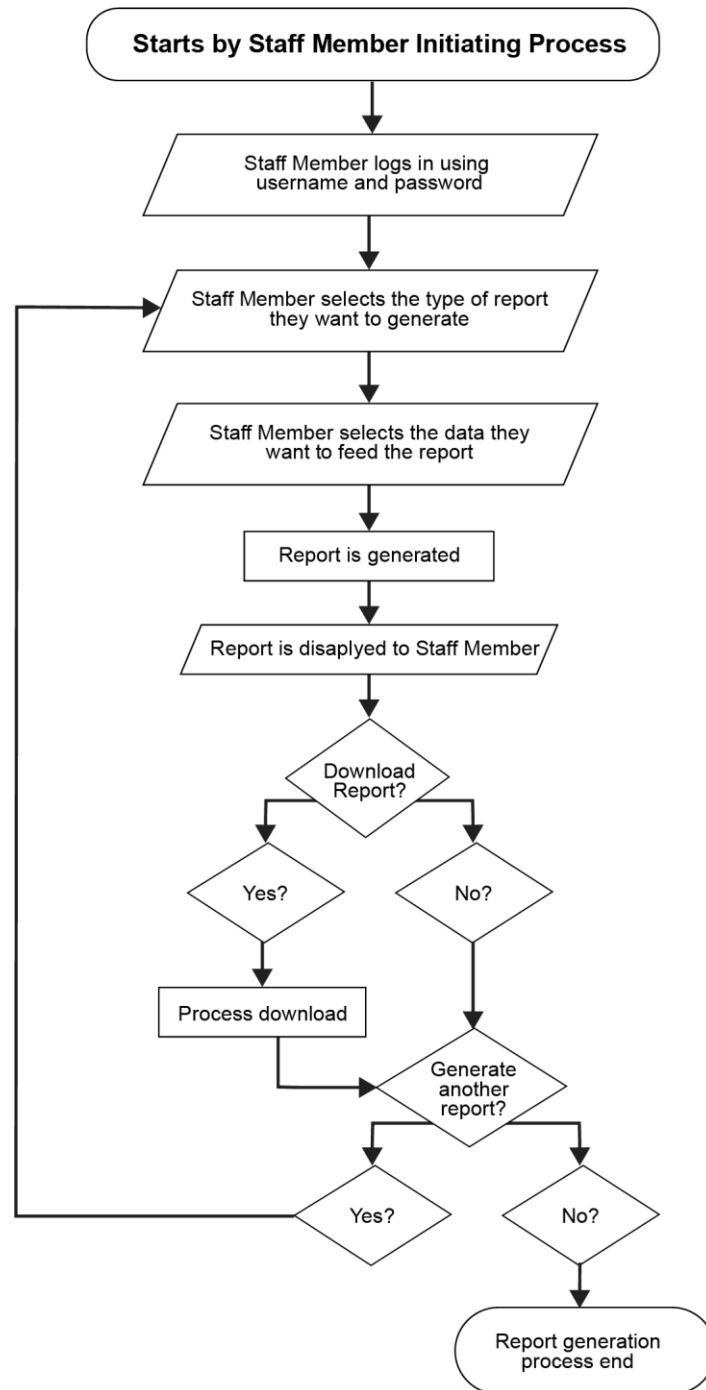 Starts by Staff Member Initiating Process
Staff Member logs in using
username and password
Staff Member selects the type of report
they want to generate
Staff Member selects the data they
want to feed the report
Report is generated
Report is disaplyed to Staff Member
Download
Report?
Yes?
No?
Process download
Generate
another
report?
Yes?
No?
Report generation
process end